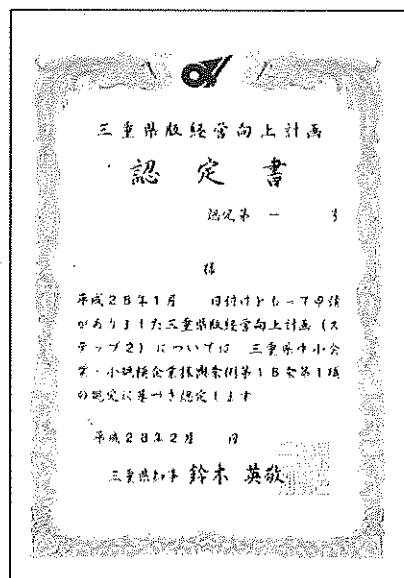 三重県版経営向上計画
認定書
認定第 一 号
様
平成28年1月 日付けをもって申請
がありました三重県版経営向上計画(ス
テップ2)については 三重県中小企
業・小規模企業振興条例第18条第1項
の規定に基づき認定します
平成28年2月 日
三重県知事 鈴木 英敬